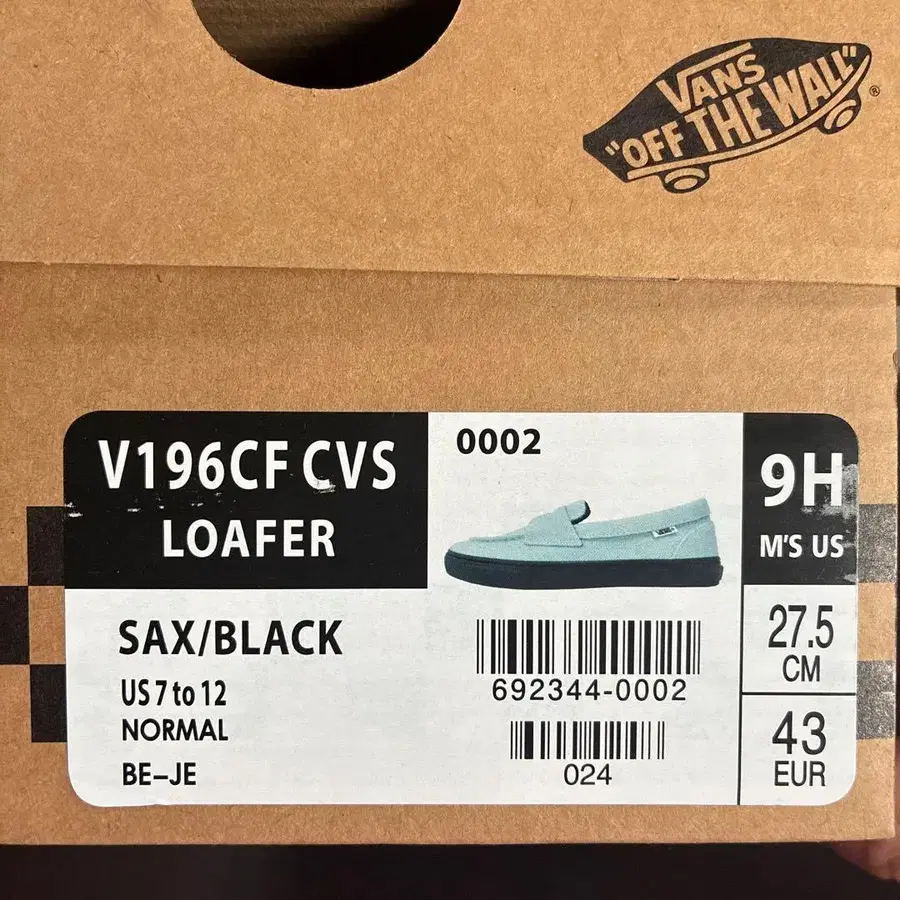 VANS
"OFF THE WALL"
®
V196CF CVS
LOAFER
0002
9H
M'S US
SAX/BLACK
US 7 to 12
NORMAL
BE-JE
692344-0002
024
27.5
CM
43
EUR